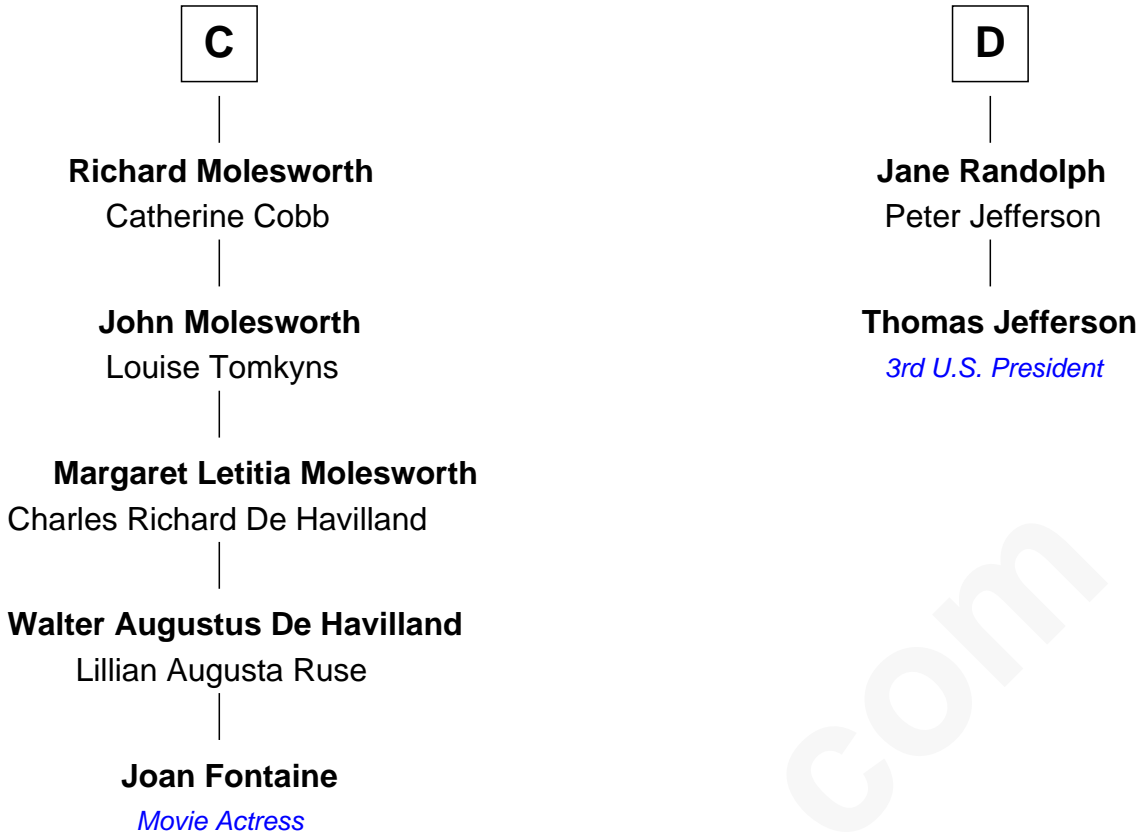 C
Richard Molesworth
Catherine Cobb
John Molesworth
Louise Tomkyns
Margaret Letitia Molesworth
Charles Richard De Havilland
Walter Augustus De Havilland
Lillian Augusta Ruse
Joan Fontaine
Movie Actress
D
Jane Randolph
Peter Jefferson
Thomas Jefferson
3rd U.S. President
com